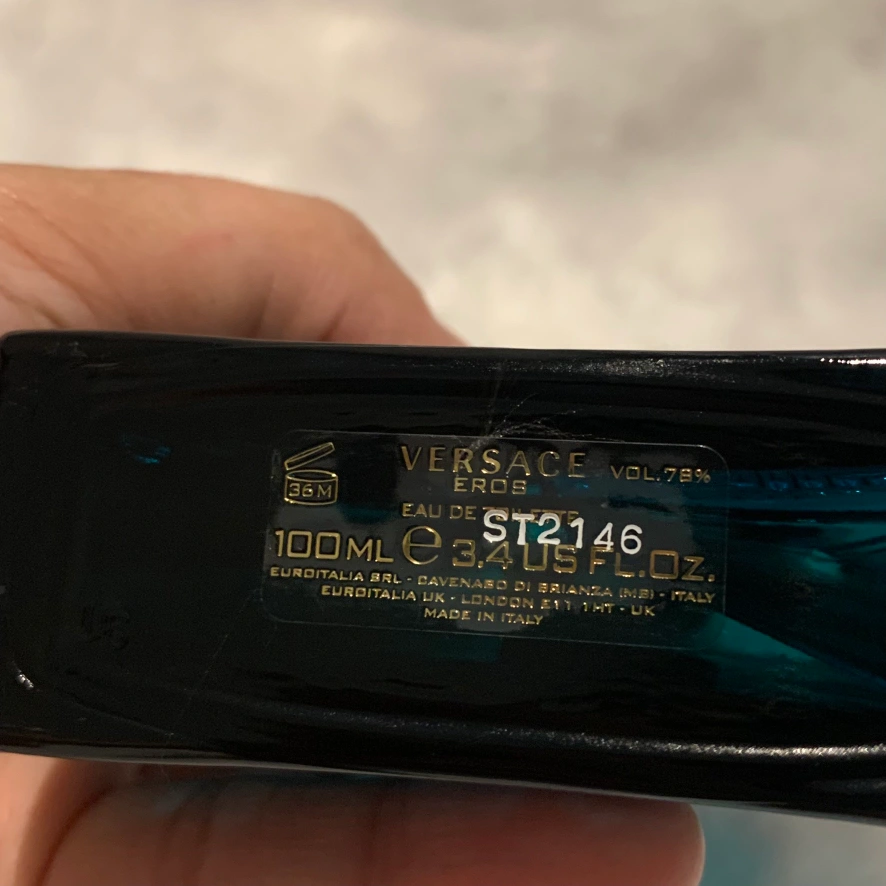 36M
VERSACE VOL.78%
EROS
EAU DE TOILETTE
ST2146
100ML e 3.4 US FL.Oz.
EUROITALIA SRL - CAVENAGO DI BRIANZA (MB) - ITALY
EUROITALIA UK - LONDON E11 1HT - UK
MADE IN ITALY